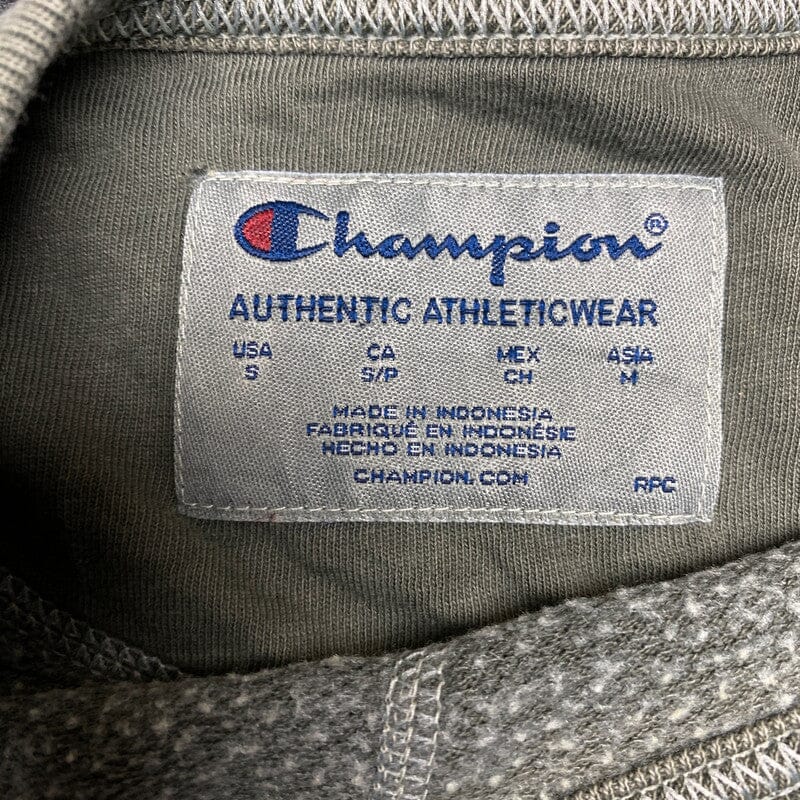 Champion®
AUTHENTIC ATHLETICWEAR
USA CA MEX ASIA
S S/P CH M
MADE IN INDONESIA
FABRIQUÉ EN INDONÉSIE
HECHO EN INDONESIA
CHAMPION.COM RPC